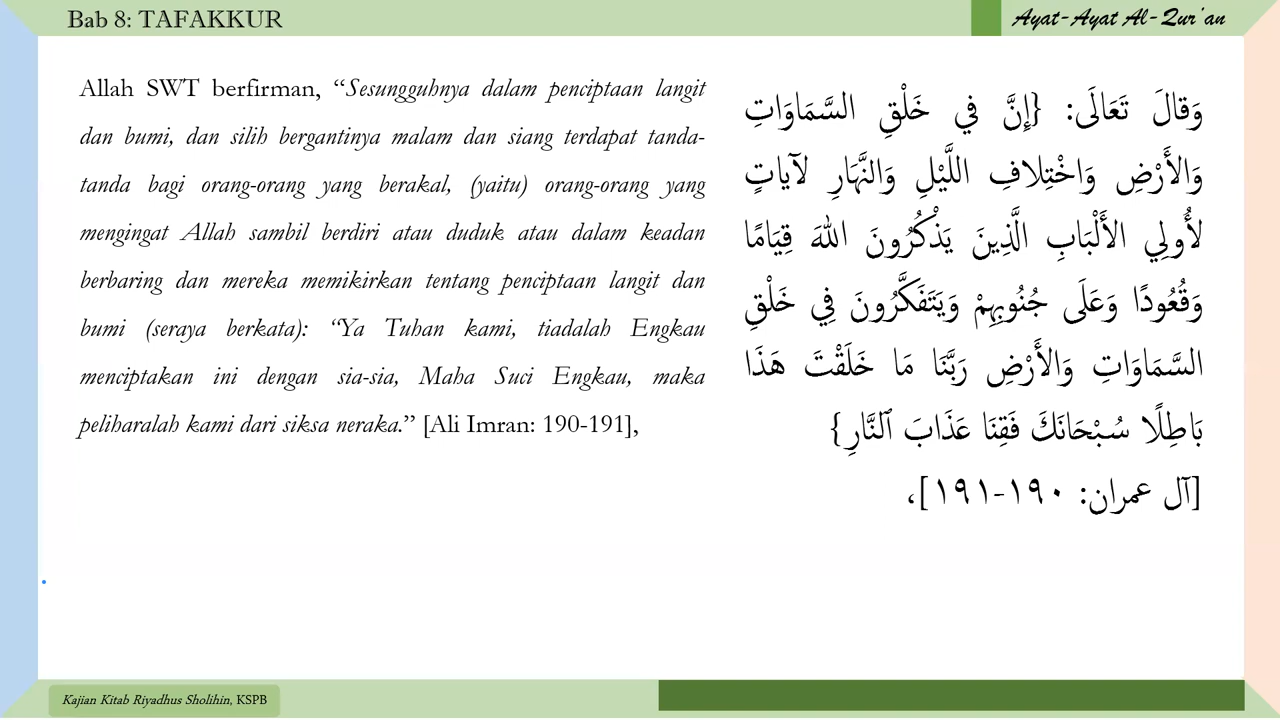 Bab 8: TAFAKKUR
Ayat-Ayat Al-Qur'an
Allah SWT berfirman, “Sesungguhnya dalam penciptaan langit
dan bumi, dan silih bergantinya malam dan siang terdapat tanda-
tanda bagi orang-orang yang berakal, (yaitu) orang-orang yang
mengingat Allah sambil berdiri atau duduk atau dalam keadan
berbaring dan mereka memikirkan tentang penciptaan langit dan
bumi (seraya berkata): “Ya Tuhan kami, tiadalah Engkau
menciptakan ini dengan sia-sia, Maha Suci Engkau, maka
peliharalah kami dari siksa neraka.” [Ali Imran: 190-191],
وَقالَ تَعَالَى: {إِنَّ في خَلْقِ السَّمَاوَاتِ
وَالأَرْضِ وَاخْتِلافِ اللَّيْلِ وَالنَّهَارِ لآياتٍ
لأُولِي الأَلْبَابِ الَّذِينَ يَذْكُرُونَ اللهَ قِيَامًا
وَقُعُودًا وَعَلَى جُنُوبِهِمْ وَيَتَفَكَّرُونَ فِي خَلْقِ
السَّمَاوَاتِ وَالأَرْضِ رَبَّنَا مَا خَلَقْتَ هَذَا
بَاطِلًا سُبْحَانَكَ فَقِنَا عَذَابَ ٱلنَّارِ}
[آل عمران: ١٩٠-١٩١]،
Kajian Kitab Riyadhus Sholihin, KSPB